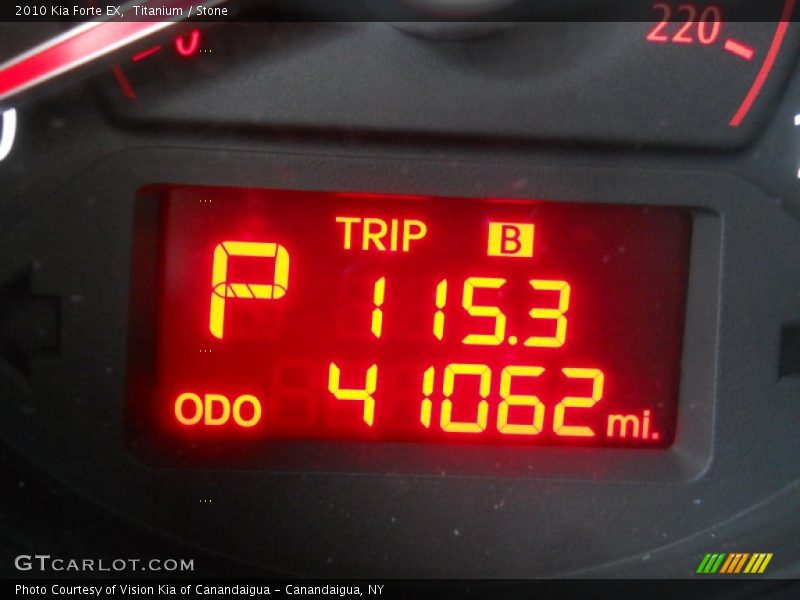 2010 Kia Forte EX,  Titanium / Stone
0
220
TRIP B
P
115.3
ODO 41062 mi.
GTCARLOT.COM
Photo Courtesy of Vision Kia of Canandaigua - Canandaigua, NY